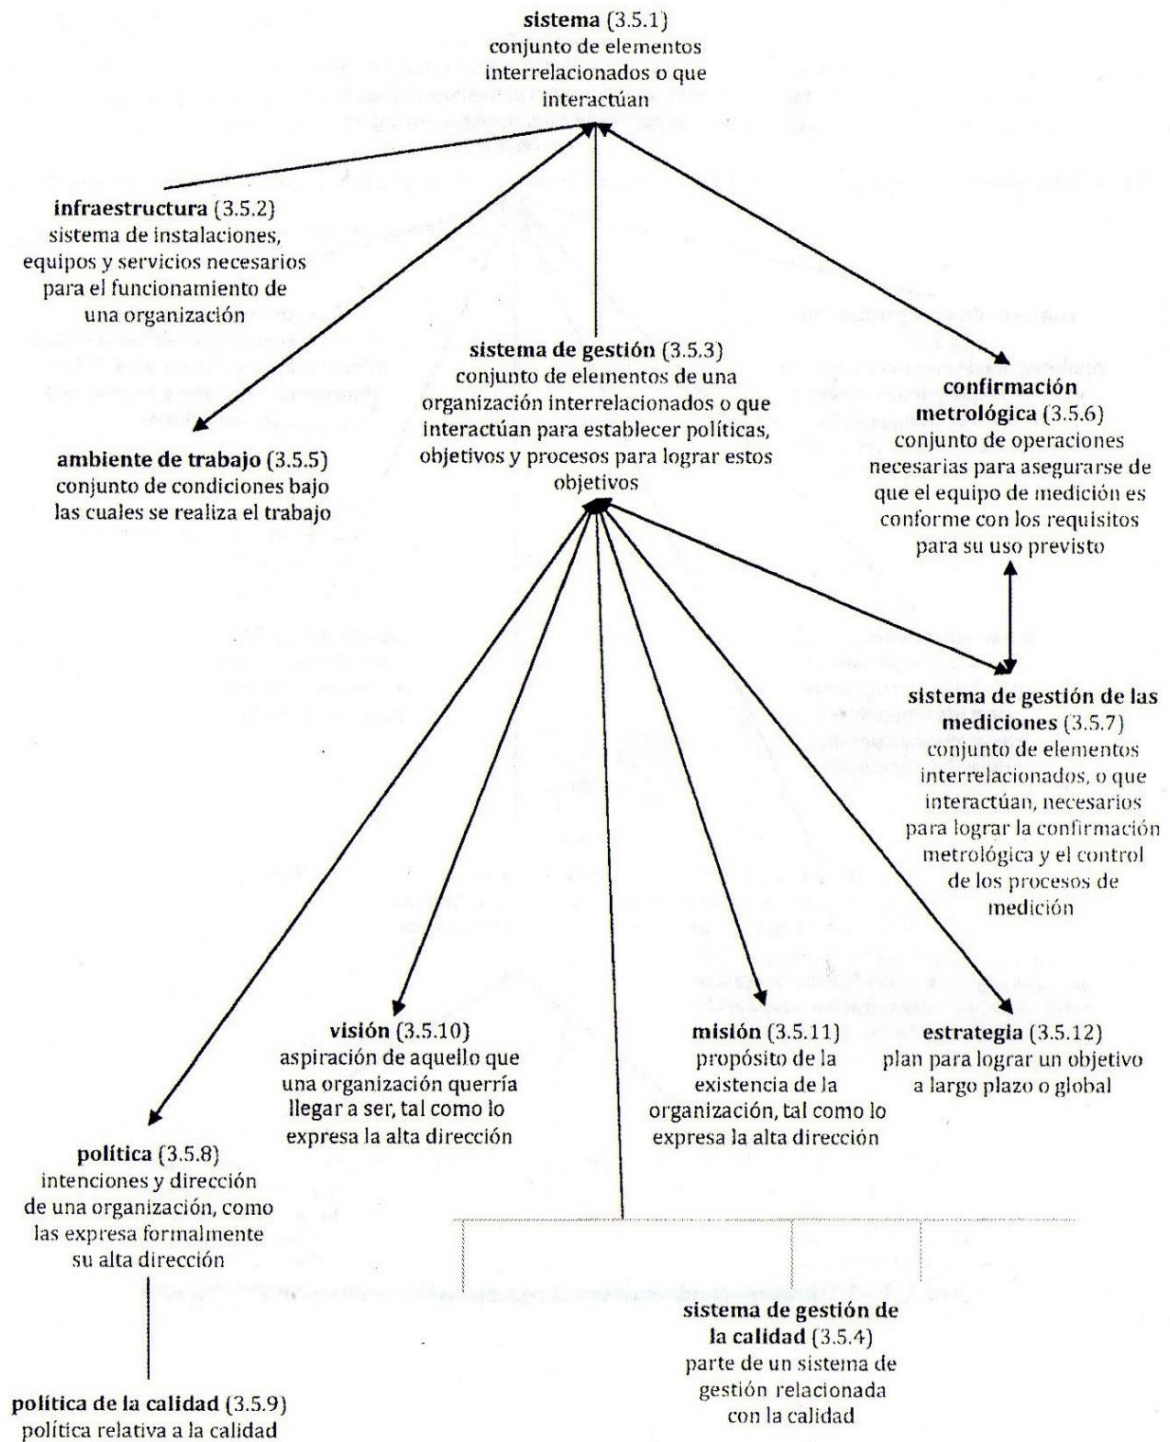 sistema (3.5.1)
conjunto de elementos
interrelacionados o que
interactúan
infraestructura (3.5.2)
sistema de instalaciones,
equipos y servicios necesarios
para el funcionamiento de
una organización
sistema de gestión (3.5.3)
conjunto de elementos de una
organización interrelacionados o que
interactúan para establecer políticas,
objetivos y procesos para lograr estos
objetivos
confirmación
metrológica (3.5.6)
conjunto de operaciones
necesarias para asegurarse de
que el equipo de medición es
conforme con los requisitos
para su uso previsto
ambiente de trabajo (3.5.5)
conjunto de condiciones bajo
las cuales se realiza el trabajo
sistema de gestión de las
mediciones (3.5.7)
conjunto de elementos
interrelacionados, o que
interactúan, necesarios
para lograr la confirmación
metrológica y el control
de los procesos de
medición
visión (3.5.10)
aspiración de aquello que
una organización querría
llegar a ser, tal como lo
expresa la alta dirección
misión (3.5.11)
propósito de la
existencia de la
organización, tal como lo
expresa la alta dirección
estrategia (3.5.12)
plan para lograr un objetivo
a largo plazo o global
política (3.5.8)
intenciones y dirección
de una organización, como
las expresa formalmente
su alta dirección
sistema de gestión de
la calidad (3.5.4)
parte de un sistema de
gestión relacionada
con la calidad
política de la calidad (3.5.9)
política relativa a la calidad